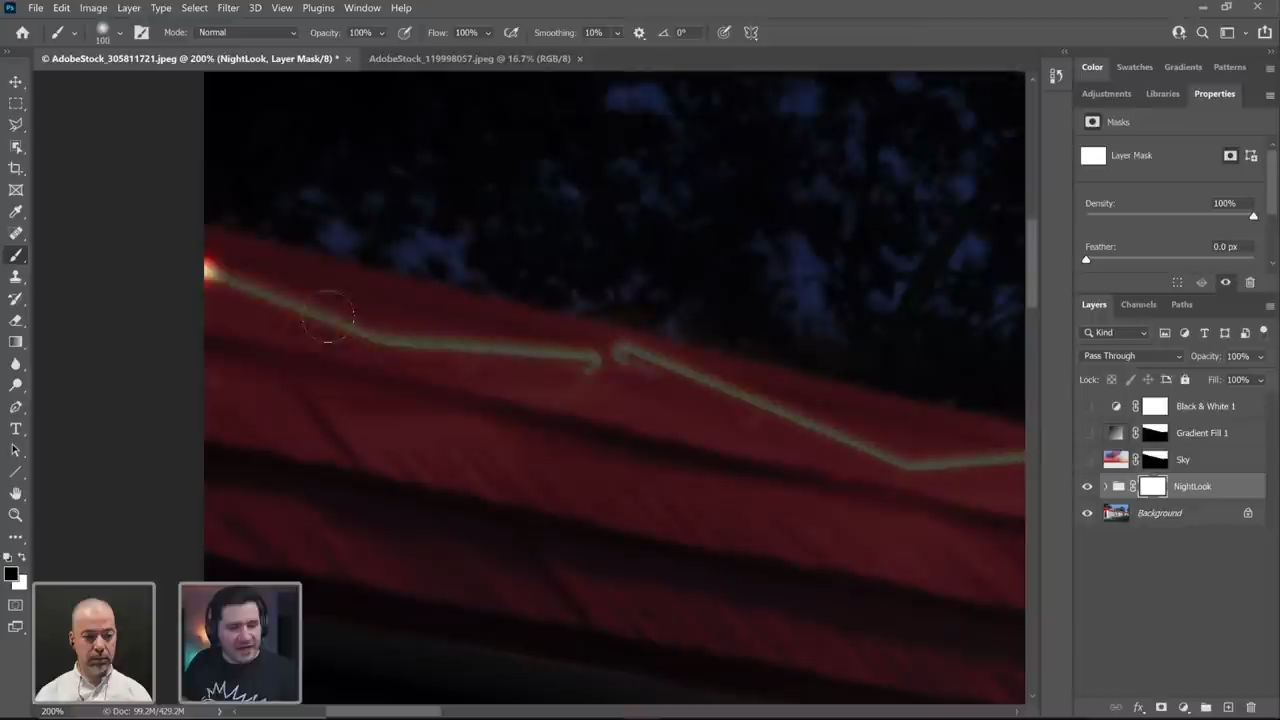 Ps File Edit Image Layer Type Select Filter 3D View Plugins Window Help
100 Mode: Normal Opacity: 100% Flow: 100% Smoothing: 10% 0°
© AdobeStock_305811721.jpeg @ 200% (NightLook, Layer Mask/8) * × AdobeStock_119998057.jpeg @ 16.7% (RGB/8) ×
Color Swatches Gradients Patterns
Adjustments Libraries Properties
Masks
Layer Mask
Density: 100%
Feather: 0.0 px
Layers Channels Paths
Kind
Pass Through Opacity: 100%
Lock: Fill: 100%
Black & White 1
Gradient Fill 1
Sky
NightLook
Background
200% © Doc: 99.2M/429.2M